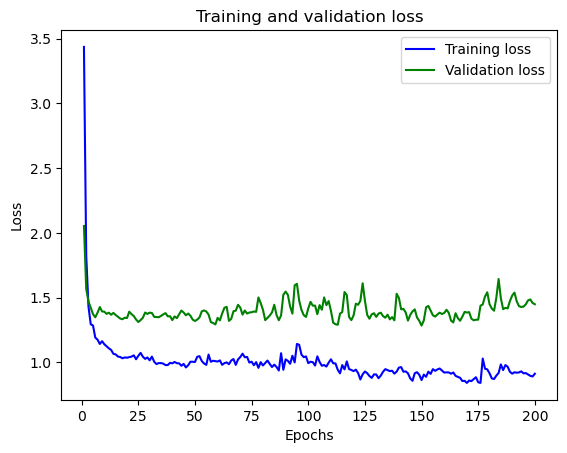 Training and validation loss
Training loss
Validation loss
3.5
3.0
2.5
2.0
1.5
1.0
Loss
0 25 50 75 100 125 150 175 200
Epochs